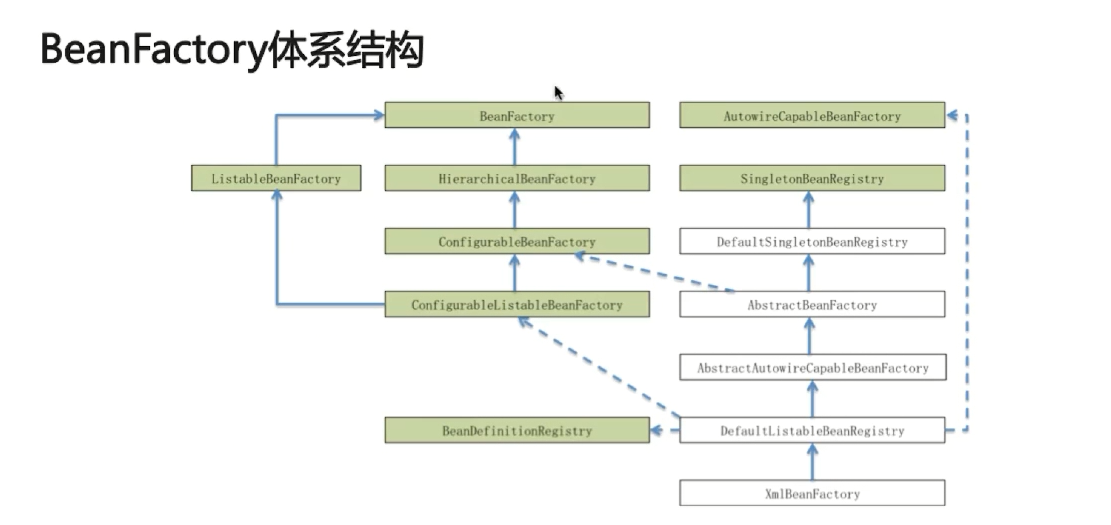 BeanFactory体系结构
BeanFactory
AutowireCapableBeanFactory
ListableBeanFactory
HierarchicalBeanFactory
SingletonBeanRegistry
ConfigurableBeanFactory
DefaultSingletonBeanRegistry
ConfigurableListableBeanFactory
AbstractBeanFactory
AbstractAutowireCapableBeanFactory
BeanDefinitionRegistry
DefaultListableBeanRegistry
XmlBeanFactory